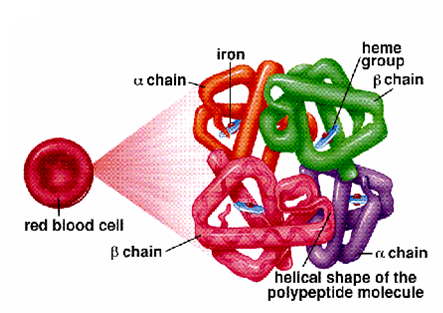 iron
heme
group
α chain
β chain
red blood cell
β chain
α chain
helical shape of the
polypeptide molecule